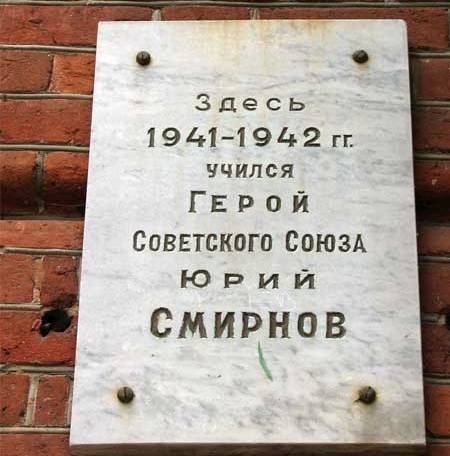 Здесь
1941-1942 гг.
учился
Герой
Советского Союза
Юрий
Смирнов